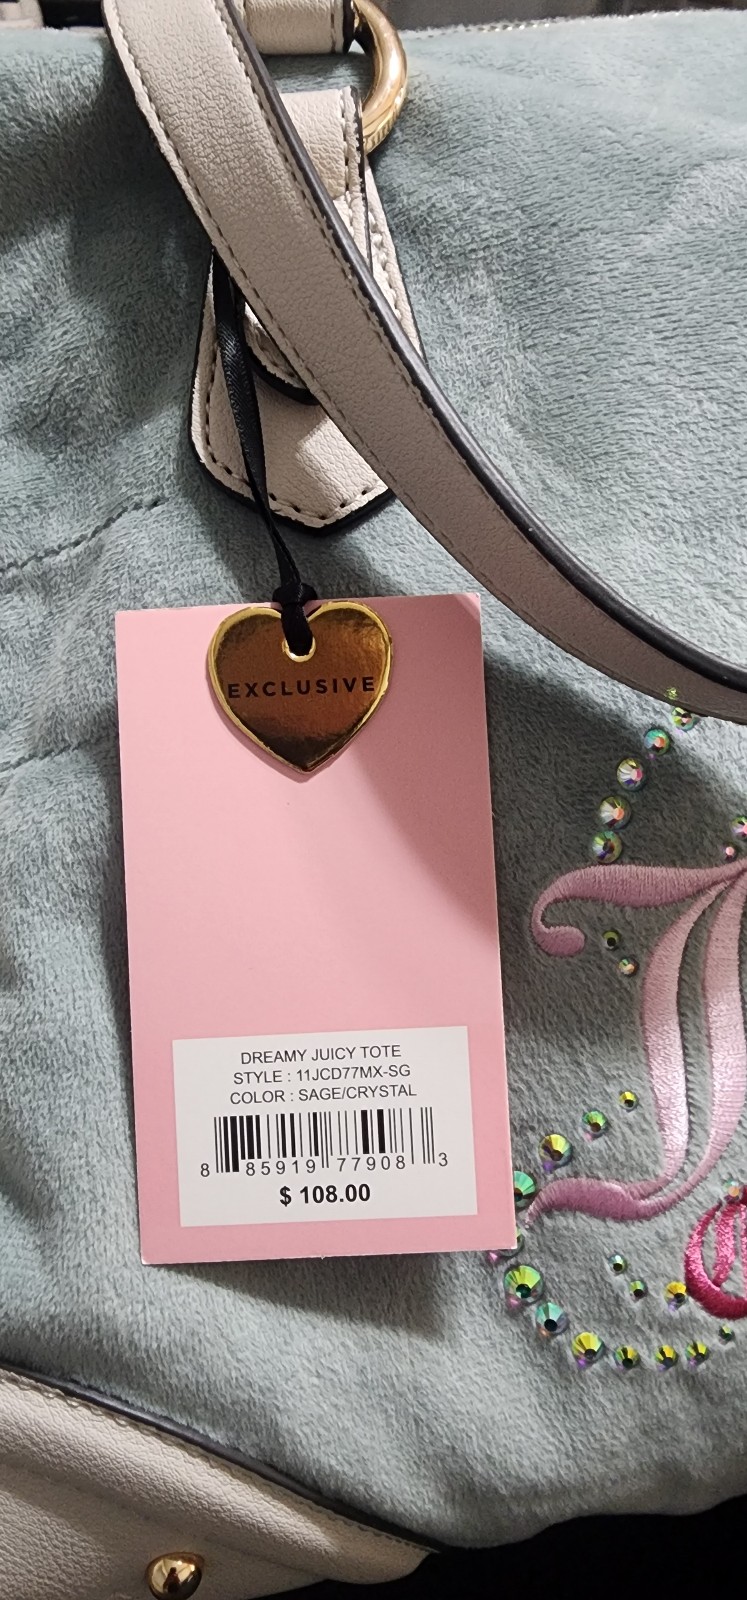 EXCLUSIVE
DREAMY JUICY TOTE
STYLE : 11JCD77MX-SG
COLOR : SAGE/CRYSTAL
8 85919 77908 3
$ 108.00
J